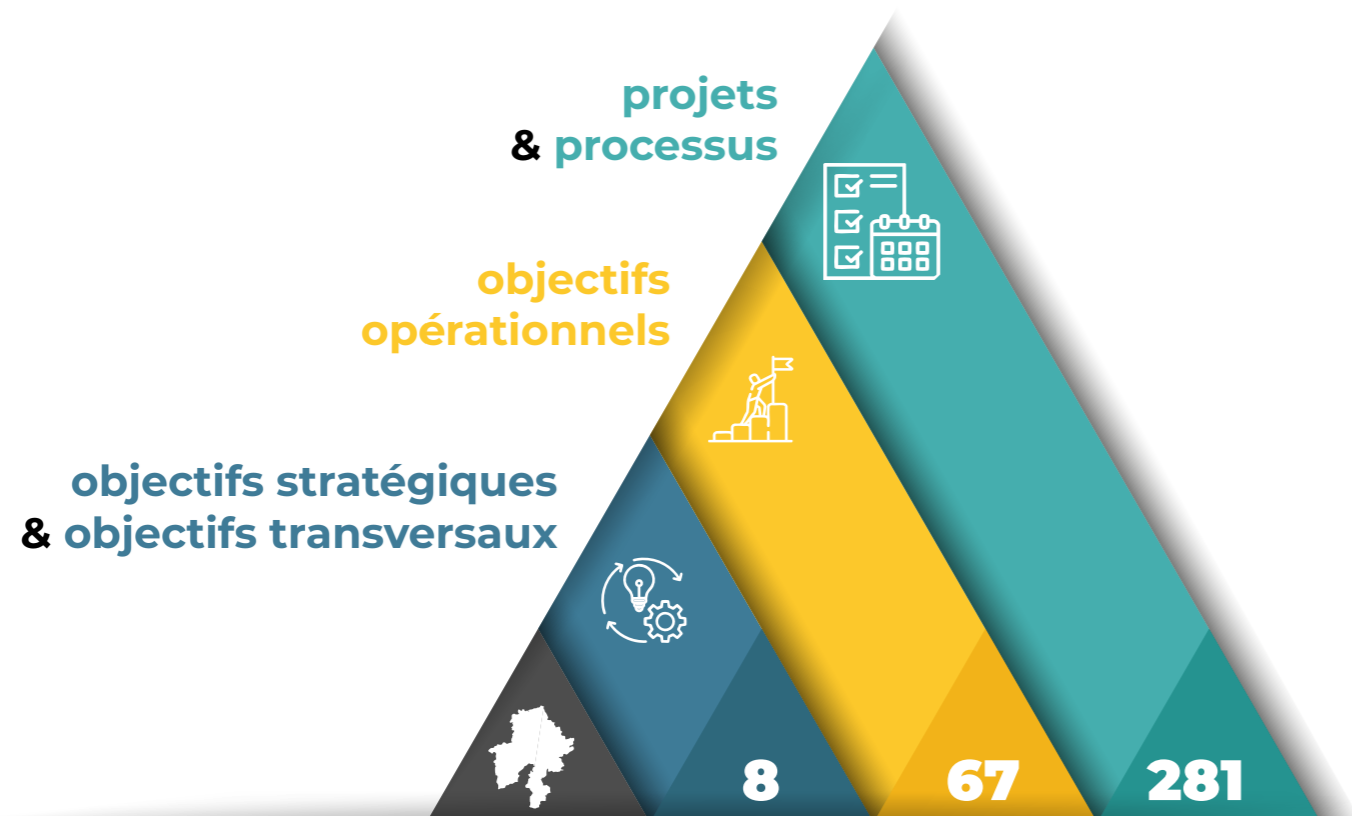 projets
& processus
objectifs
opérationnels
objectifs stratégiques
& objectifs transversaux
8 67 281